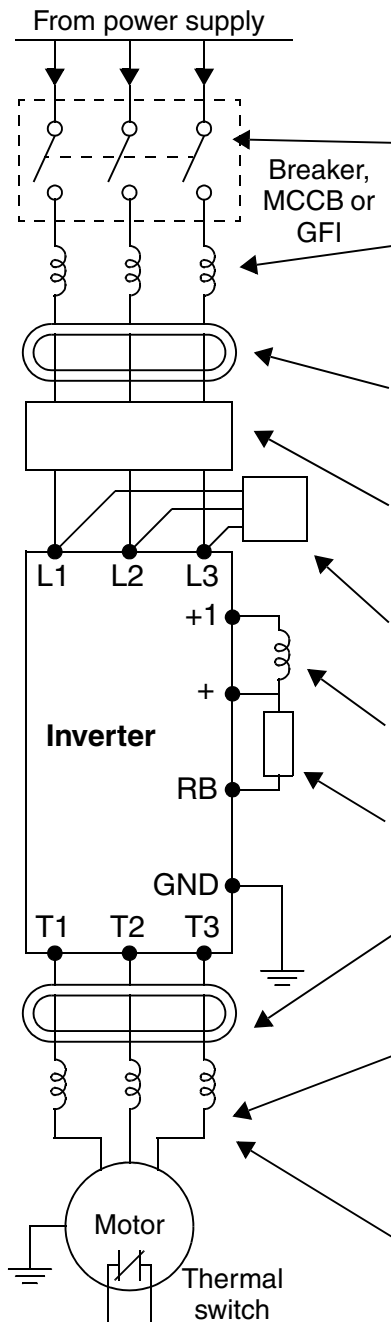 From power supply
Breaker,
MCCB or
GFI
L1 L2 L3
+1
+
Inverter
RB
GND
T1 T2 T3
Motor
Thermal
switch